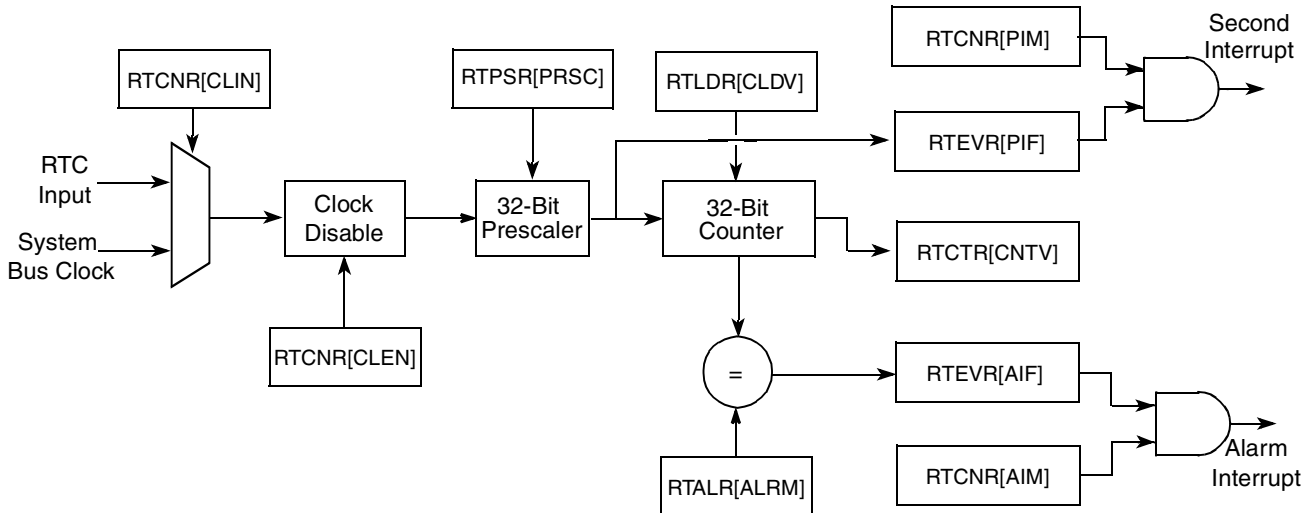 Second
Interrupt
RTCNR[PIM]
RTCNR[CLIN]
RTPSR[PRSC]
RTLDR[CLDV]
RTEVR[PIF]
RTC
Input
Clock
Disable
32-Bit
Prescaler
32-Bit
Counter
System
Bus Clock
RTCTR[CNTV]
RTCNR[CLEN]
=
RTEVR[AIF]
Alarm
Interrupt
RTALR[ALRM]
RTCNR[AIM]